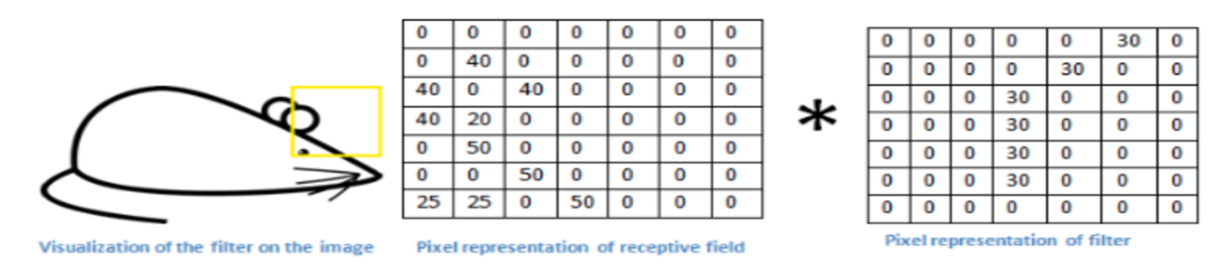 0 0 0 0 0 0 0
0 40 0 0 0 0 0
40 0 40 0 0 0 0
40 20 0 0 0 0 0
0 50 0 0 0 0 0
0 0 50 0 0 0 0
25 25 0 50 0 0 0
*
0 0 0 0 0 30 0
0 0 0 0 30 0 0
0 0 0 30 0 0 0
0 0 0 30 0 0 0
0 0 0 30 0 0 0
0 0 0 30 0 0 0
0 0 0 0 0 0 0
Visualization of the filter on the image
Pixel representation of receptive field
Pixel representation of filter